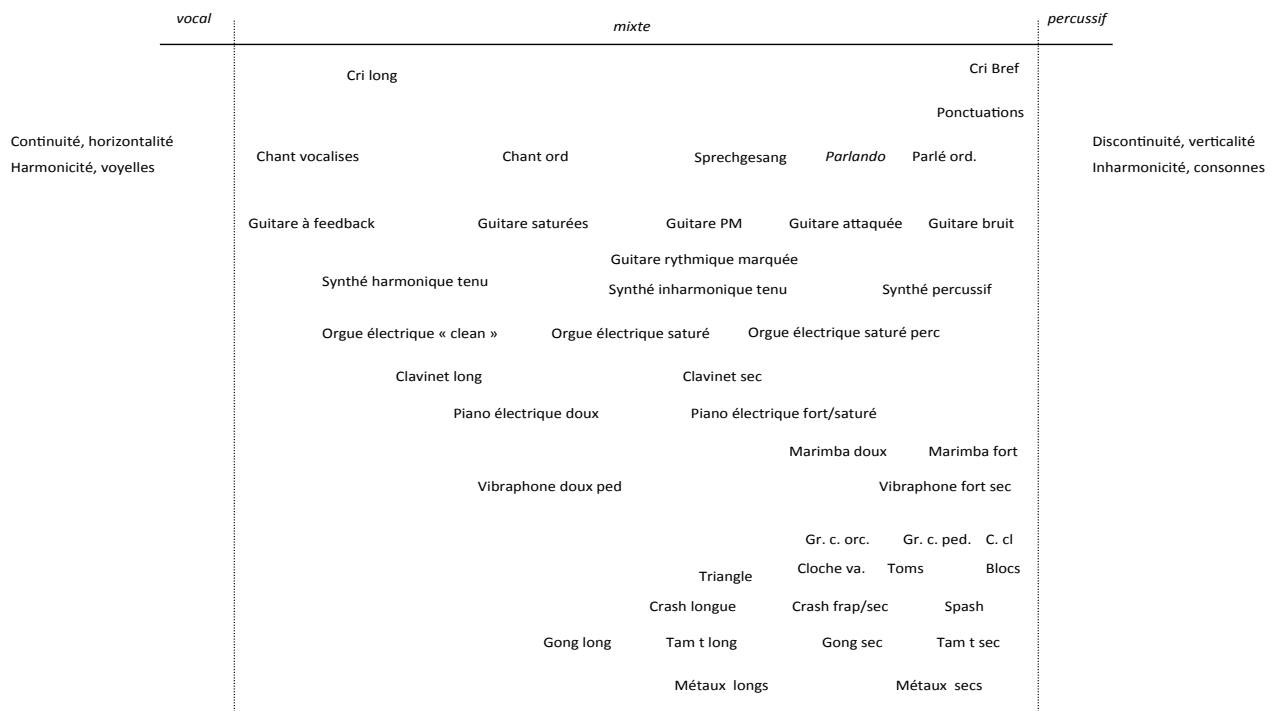 vocal mixte percussif
Cri long Cri Bref
Ponctuations
Continuité, horizontalité Discontinuité, verticalité
Chant vocalises Chant ord Sprechgesang Parlando Parlé ord.
Harmonicité, voyelles Inharmonicité, consonnes
Guitare à feedback Guitare saturées Guitare PM Guitare attaquée Guitare bruit
Guitare rythmique marquée
Synthé harmonique tenu Synthé inharmonique tenu Synthé percussif
Orgue électrique « clean » Orgue électrique saturé Orgue électrique saturé perc
Clavinet long Clavinet sec
Piano électrique doux Piano électrique fort/saturé
Marimba doux Marimba fort
Vibraphone doux ped Vibraphone fort sec
Gr. c. orc. Gr. c. ped. C. cl
Triangle Cloche va. Toms Blocs
Crash longue Crash frap/sec Spash
Gong long Tam t long Gong sec Tam t sec
Métaux longs Métaux secs